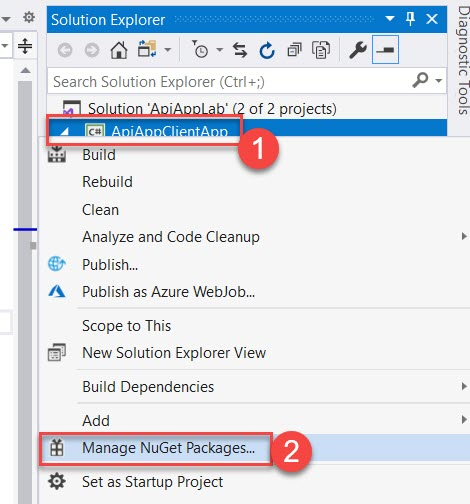 Solution Explorer
Diagnostic Tools
Search Solution Explorer (Ctrl+;)
Solution 'ApiAppLab' (2 of 2 projects)
C# ApiAppClientApp
1
Build
Rebuild
Clean
Analyze and Code Cleanup
Publish...
Publish as Azure WebJob...
Scope to This
New Solution Explorer View
Build Dependencies
Add
Manage NuGet Packages...
2
Set as Startup Project